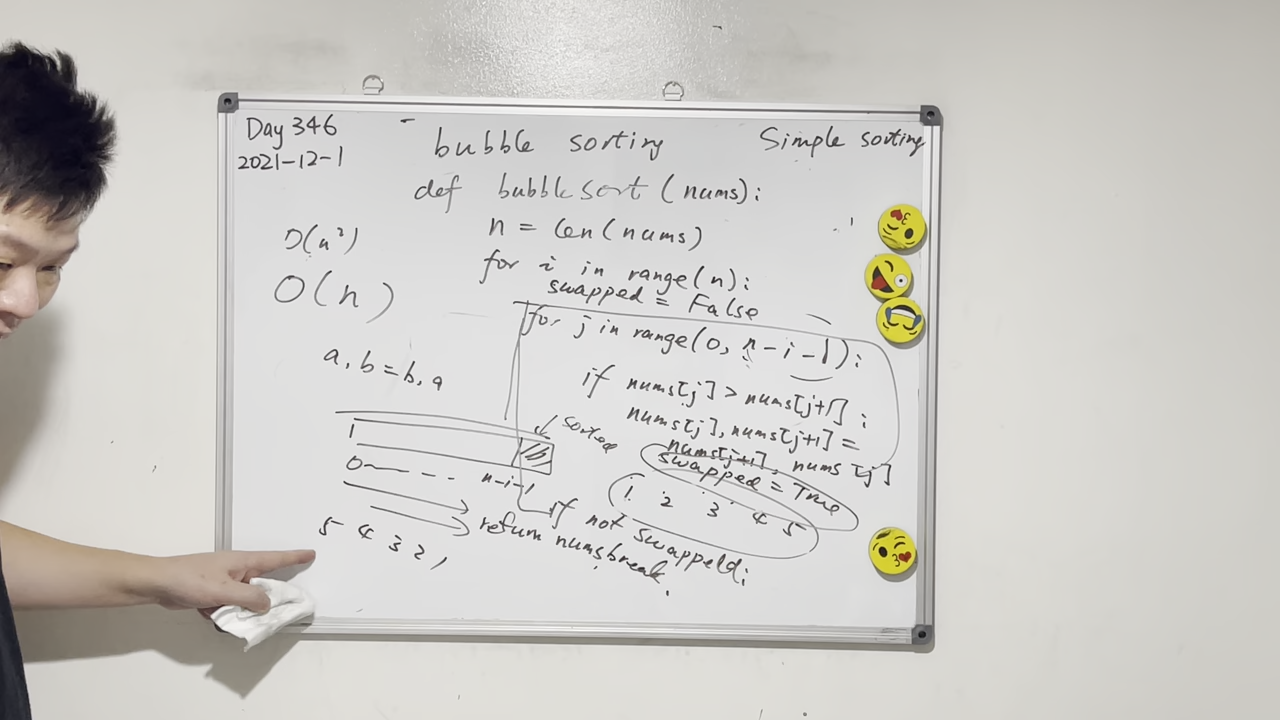 Day 346
2021-12-1
bubble sorting
Simple sorting
def bubblesort (nums):
n = len(nums)
for i in range(n):
swapped = False
for j in range(0, n-i-1):
if nums[j] > nums[j+1]:
nums[j], nums[j+1] =
nums[j+1], nums[j]
swapped = True
if not swappeld:
break
return nums
O(n²)
O(n)
a, b = b, a
sorted
1
0 — - - n-i-1
1 2 3 4 5
5 4 3 2 1